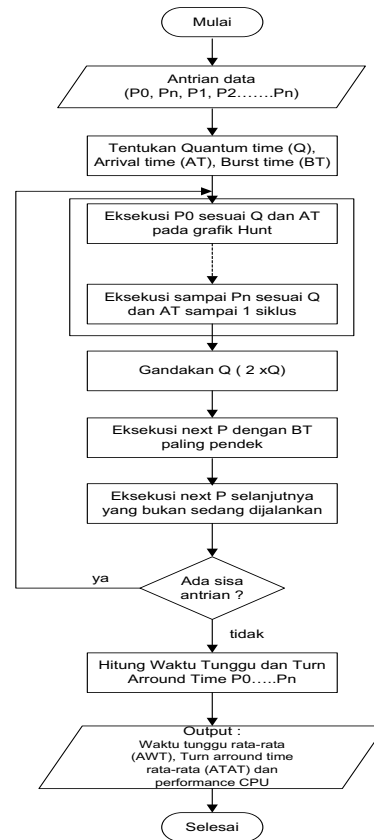 Mulai
Antrian data
(P0, Pn, P1, P2.......Pn)
Tentukan Quantum time (Q),
Arrival time (AT), Burst time (BT)
Eksekusi P0 sesuai Q dan AT
pada grafik Hunt
Eksekusi sampai Pn sesuai Q
dan AT sampai 1 siklus
Gandakan Q ( 2 xQ)
Eksekusi next P dengan BT
paling pendek
Eksekusi next P selanjutnya
yang bukan sedang dijalankan
ya
Ada sisa
antrian ?
tidak
Hitung Waktu Tunggu dan Turn
Arround Time P0.....Pn
Output :
Waktu tunggu rata-rata
(AWT), Turn arround time
rata-rata (ATAT) dan
performance CPU
Selesai